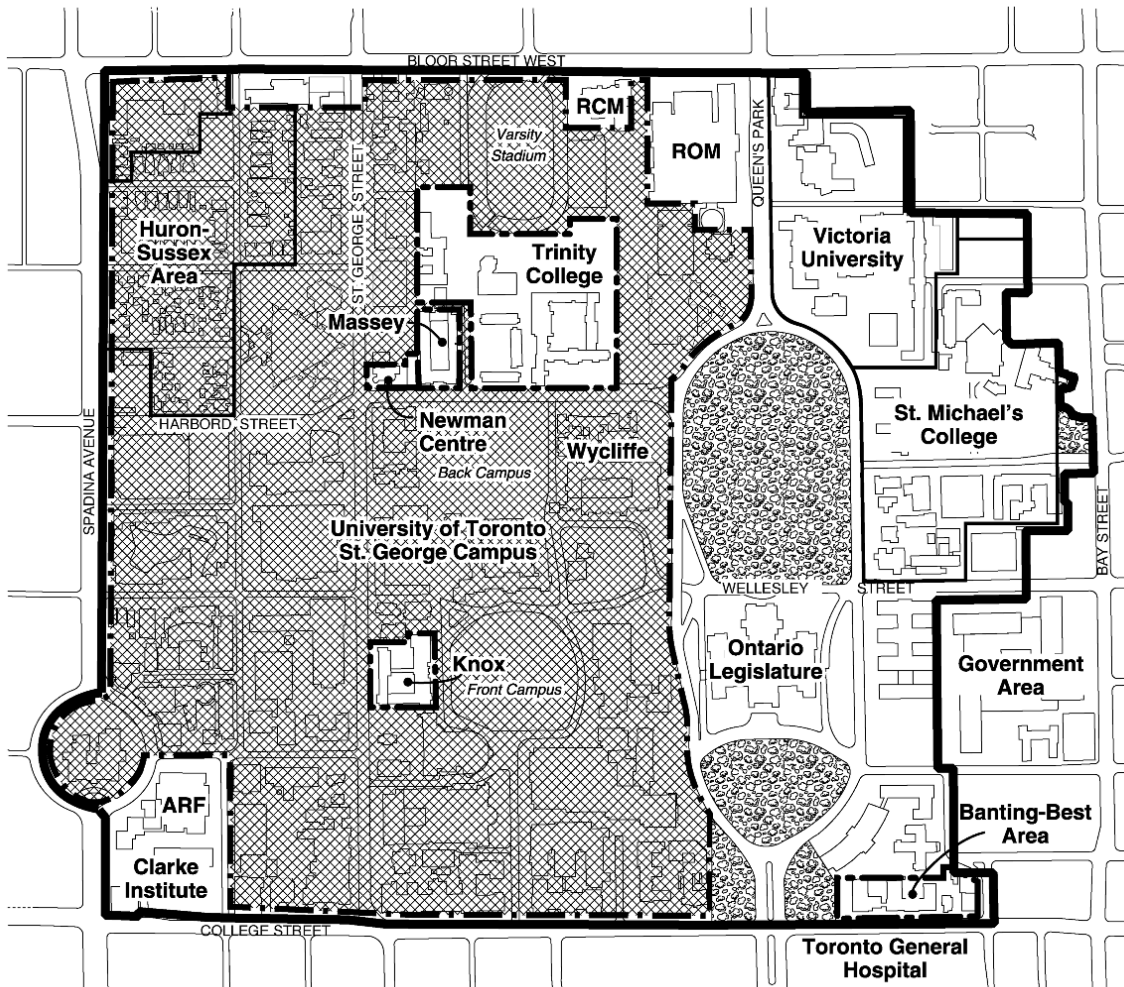 BLOOR STREET WEST
RCM
Varsity
Stadium
ROM
QUEEN'S PARK
ST. GEORGE STREET
Huron-
Sussex
Area
Trinity
College
Victoria
University
Massey
Newman
Centre
HARBORD STREET
SPADINA AVENUE
Back Campus
Wycliffe
St. Michael's
College
BAY STREET
University of Toronto
St. George Campus
WELLESLEY STREET
Knox
Front Campus
Ontario
Legislature
Government
Area
ARF
Clarke
Institute
Banting-Best
Area
COLLEGE STREET
Toronto General
Hospital